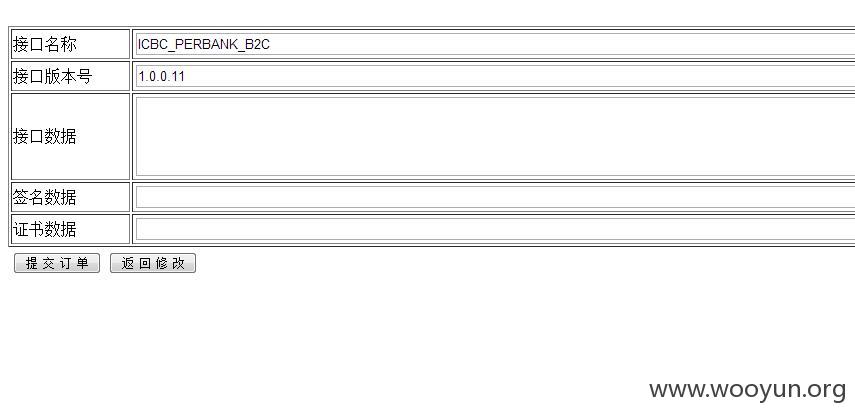 接口名称 ICBC_PERBANK_B2C
接口版本号 1.0.0.11
接口数据
签名数据
证书数据
提交订单 返回修改
www.wooyun.org